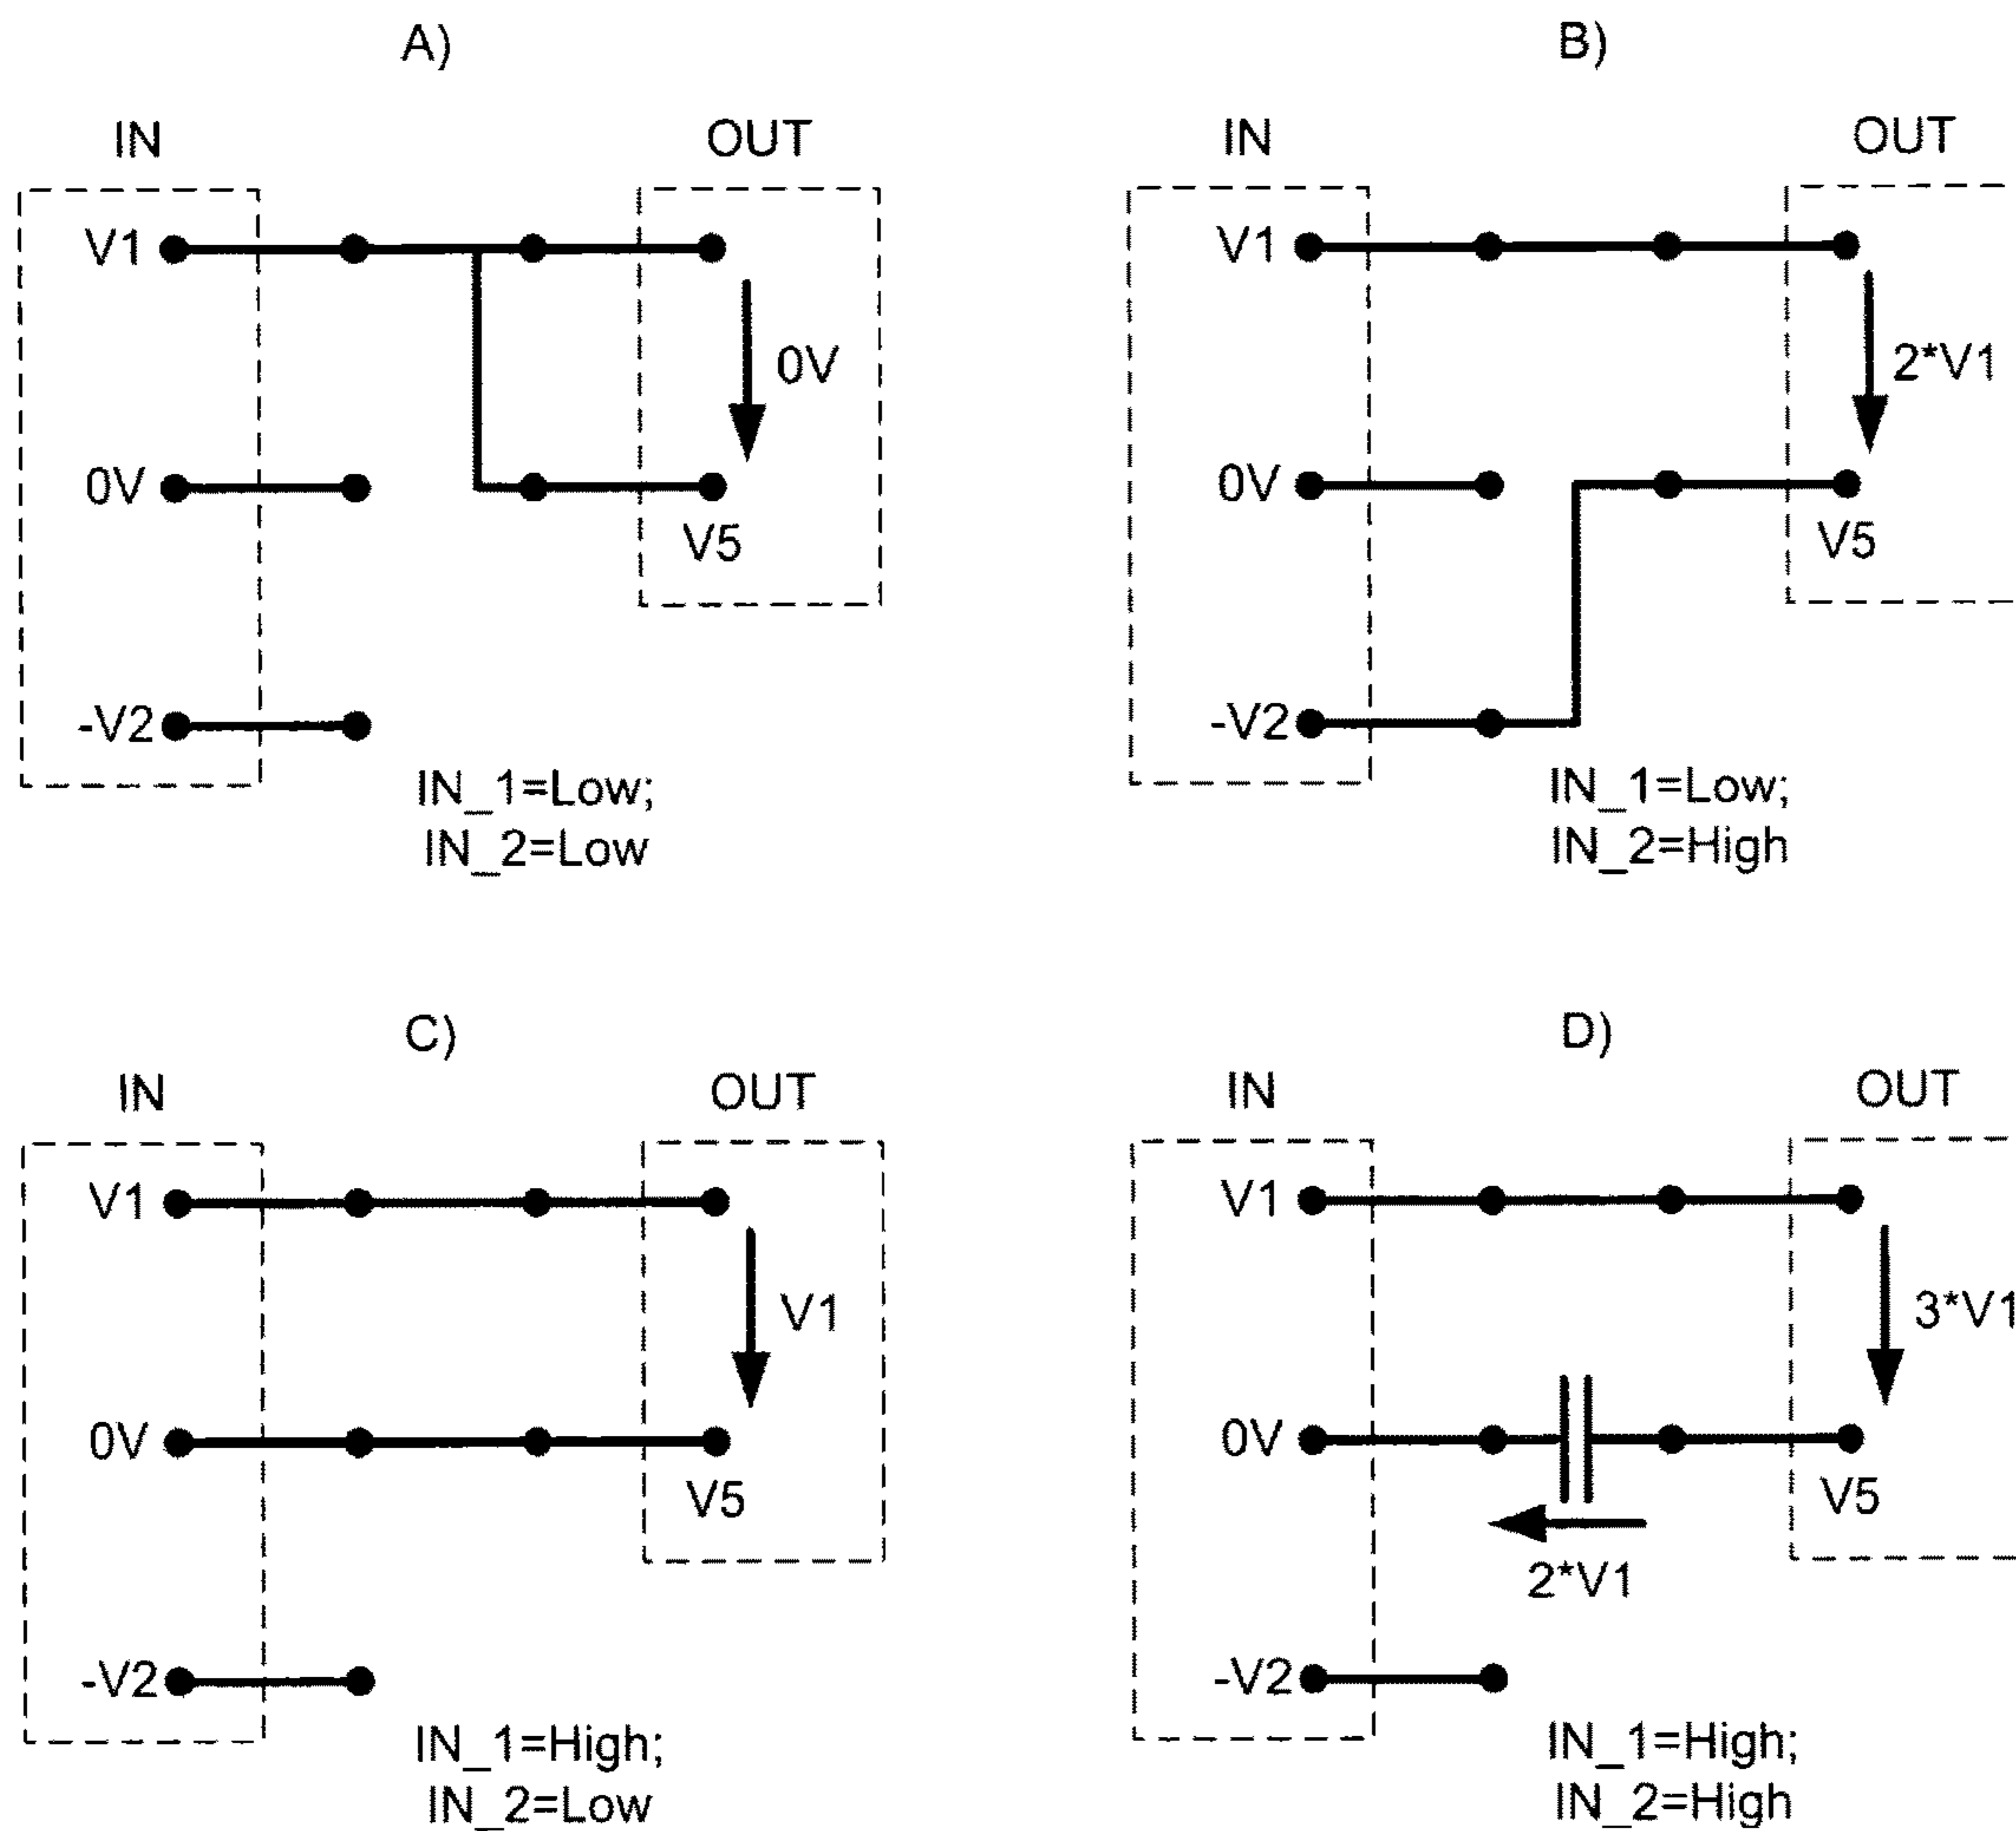 A)
IN
OUT
V1
0V
0V
V5
-V2
IN_1=Low;
IN_2=Low
B)
IN
OUT
V1
2*V1
0V
V5
-V2
IN_1=Low;
IN_2=High
C)
IN
OUT
V1
V1
0V
V5
-V2
IN_1=High;
IN_2=Low
D)
IN
OUT
V1
3*V1
0V
V5
2*V1
-V2
IN_1=High;
IN_2=High